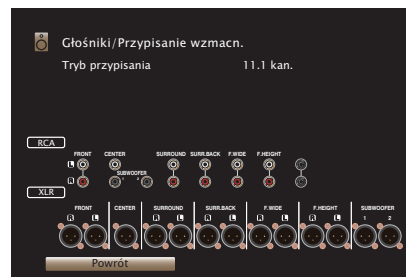 Głośniki/Przypisanie wzmacn.
Tryb przypisania 11.1 kan.
RCA
FRONT CENTER SURROUND SURR.BACK F.WIDE F.HEIGHT
L L L L L
SUBWOOFER
1 2
R R R R R
XLR
FRONT CENTER SURROUND SURR.BACK F.WIDE F.HEIGHT SUBWOOFER
R L R L R L R L R L 1 2
Powrót